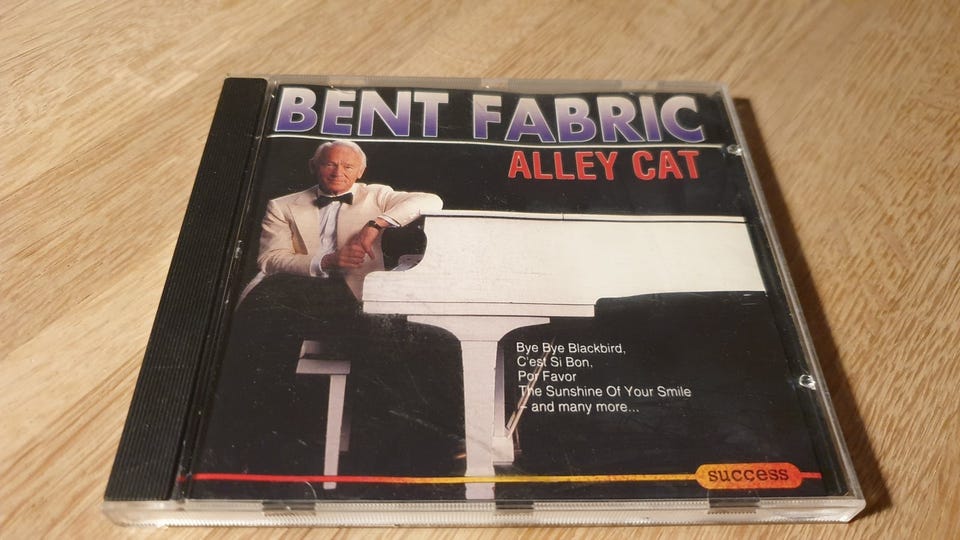 BENT FABRIC
ALLEY CAT
Bye Bye Blackbird,
C'est Si Bon,
Por Favor
The Sunshine Of Your Smile
– and many more...
success